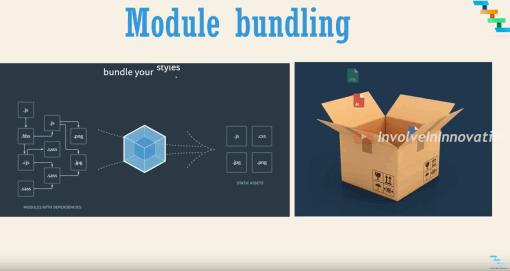 Module bundling
bundle your styles
.js
.js
.hbs
.png
.sass
.cjs
.jpg
.sass
.sass
MODULES WITH DEPENDENCIES
.js
.css
.jpg
.png
STATIC ASSETS
InvolveInInnovati